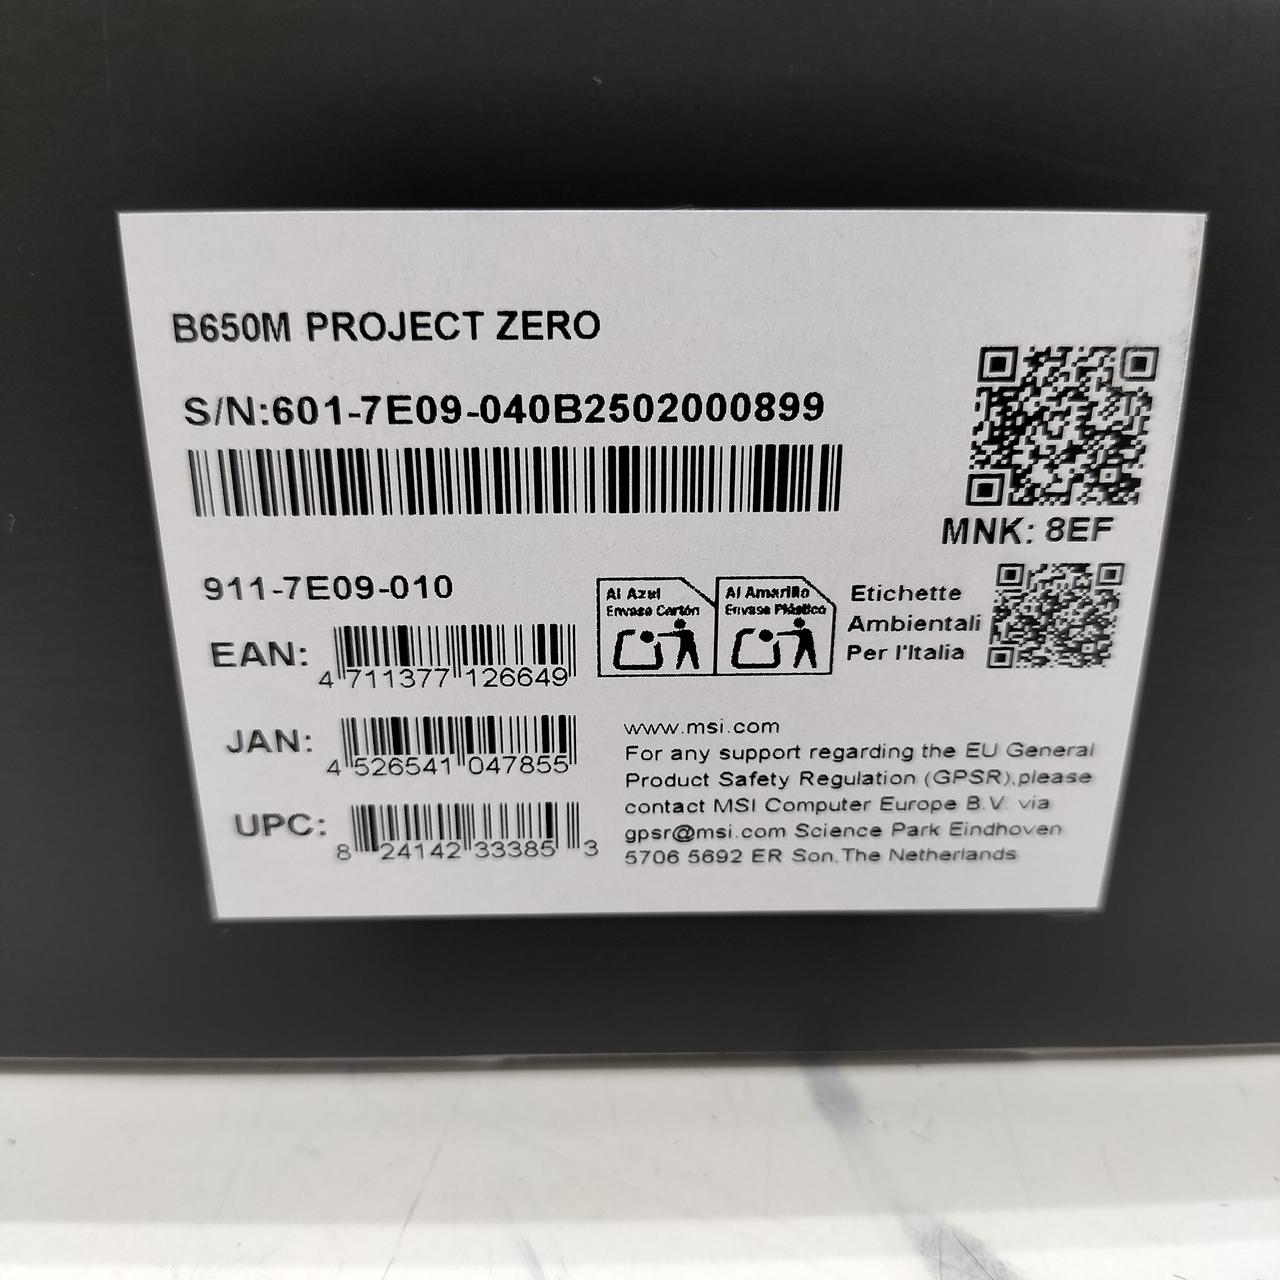 B650M PROJECT ZERO
S/N:601-7E09-040B2502000899
MNK: 8EF
911-7E09-010
Al Azul
Envase Cartón
Al Amarillo
Envase Plástico
Etichette
Ambientali
Per l'Italia
EAN:
4 711377 126649
JAN:
4 526541 047855
UPC:
8 24142 33385 3
www.msi.com
For any support regarding the EU General
Product Safety Regulation (GPSR),please
contact MSI Computer Europe B.V. via
gpsr@msi.com Science Park Eindhoven
5706 5692 ER Son,The Netherlands